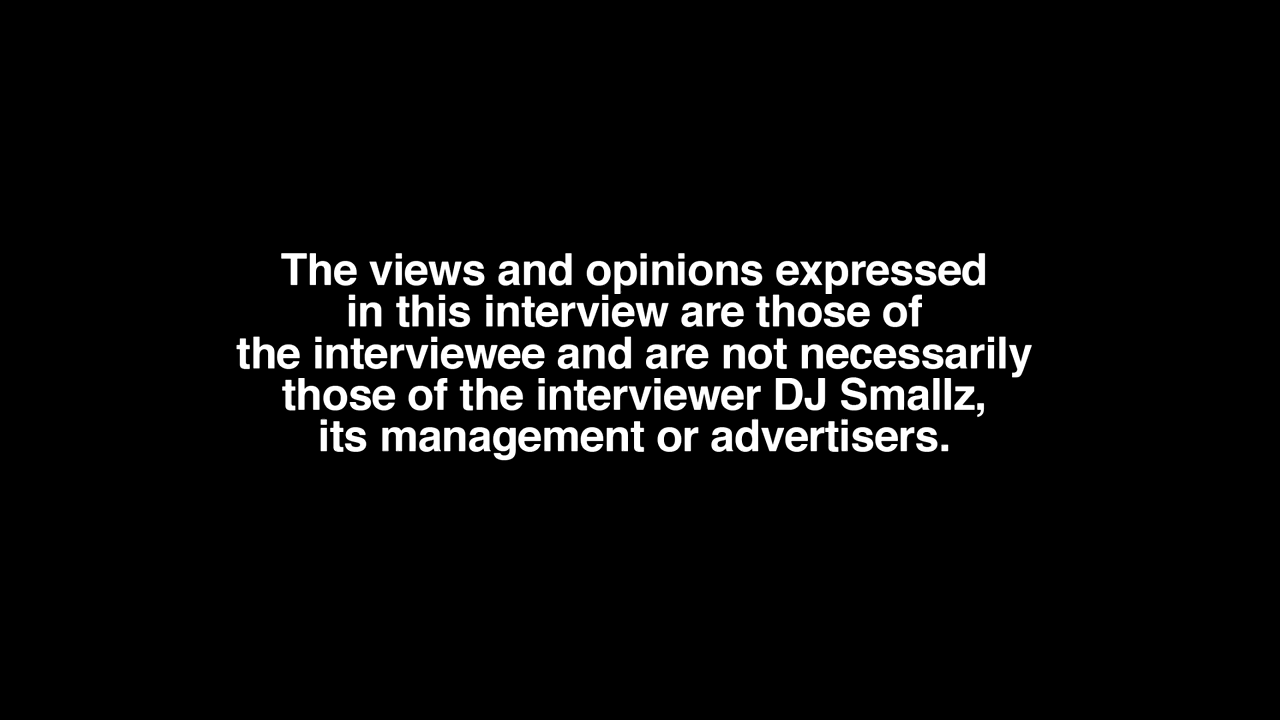 The views and opinions expressed
in this interview are those of
the interviewee and are not necessarily
those of the interviewer DJ Smallz,
its management or advertisers.